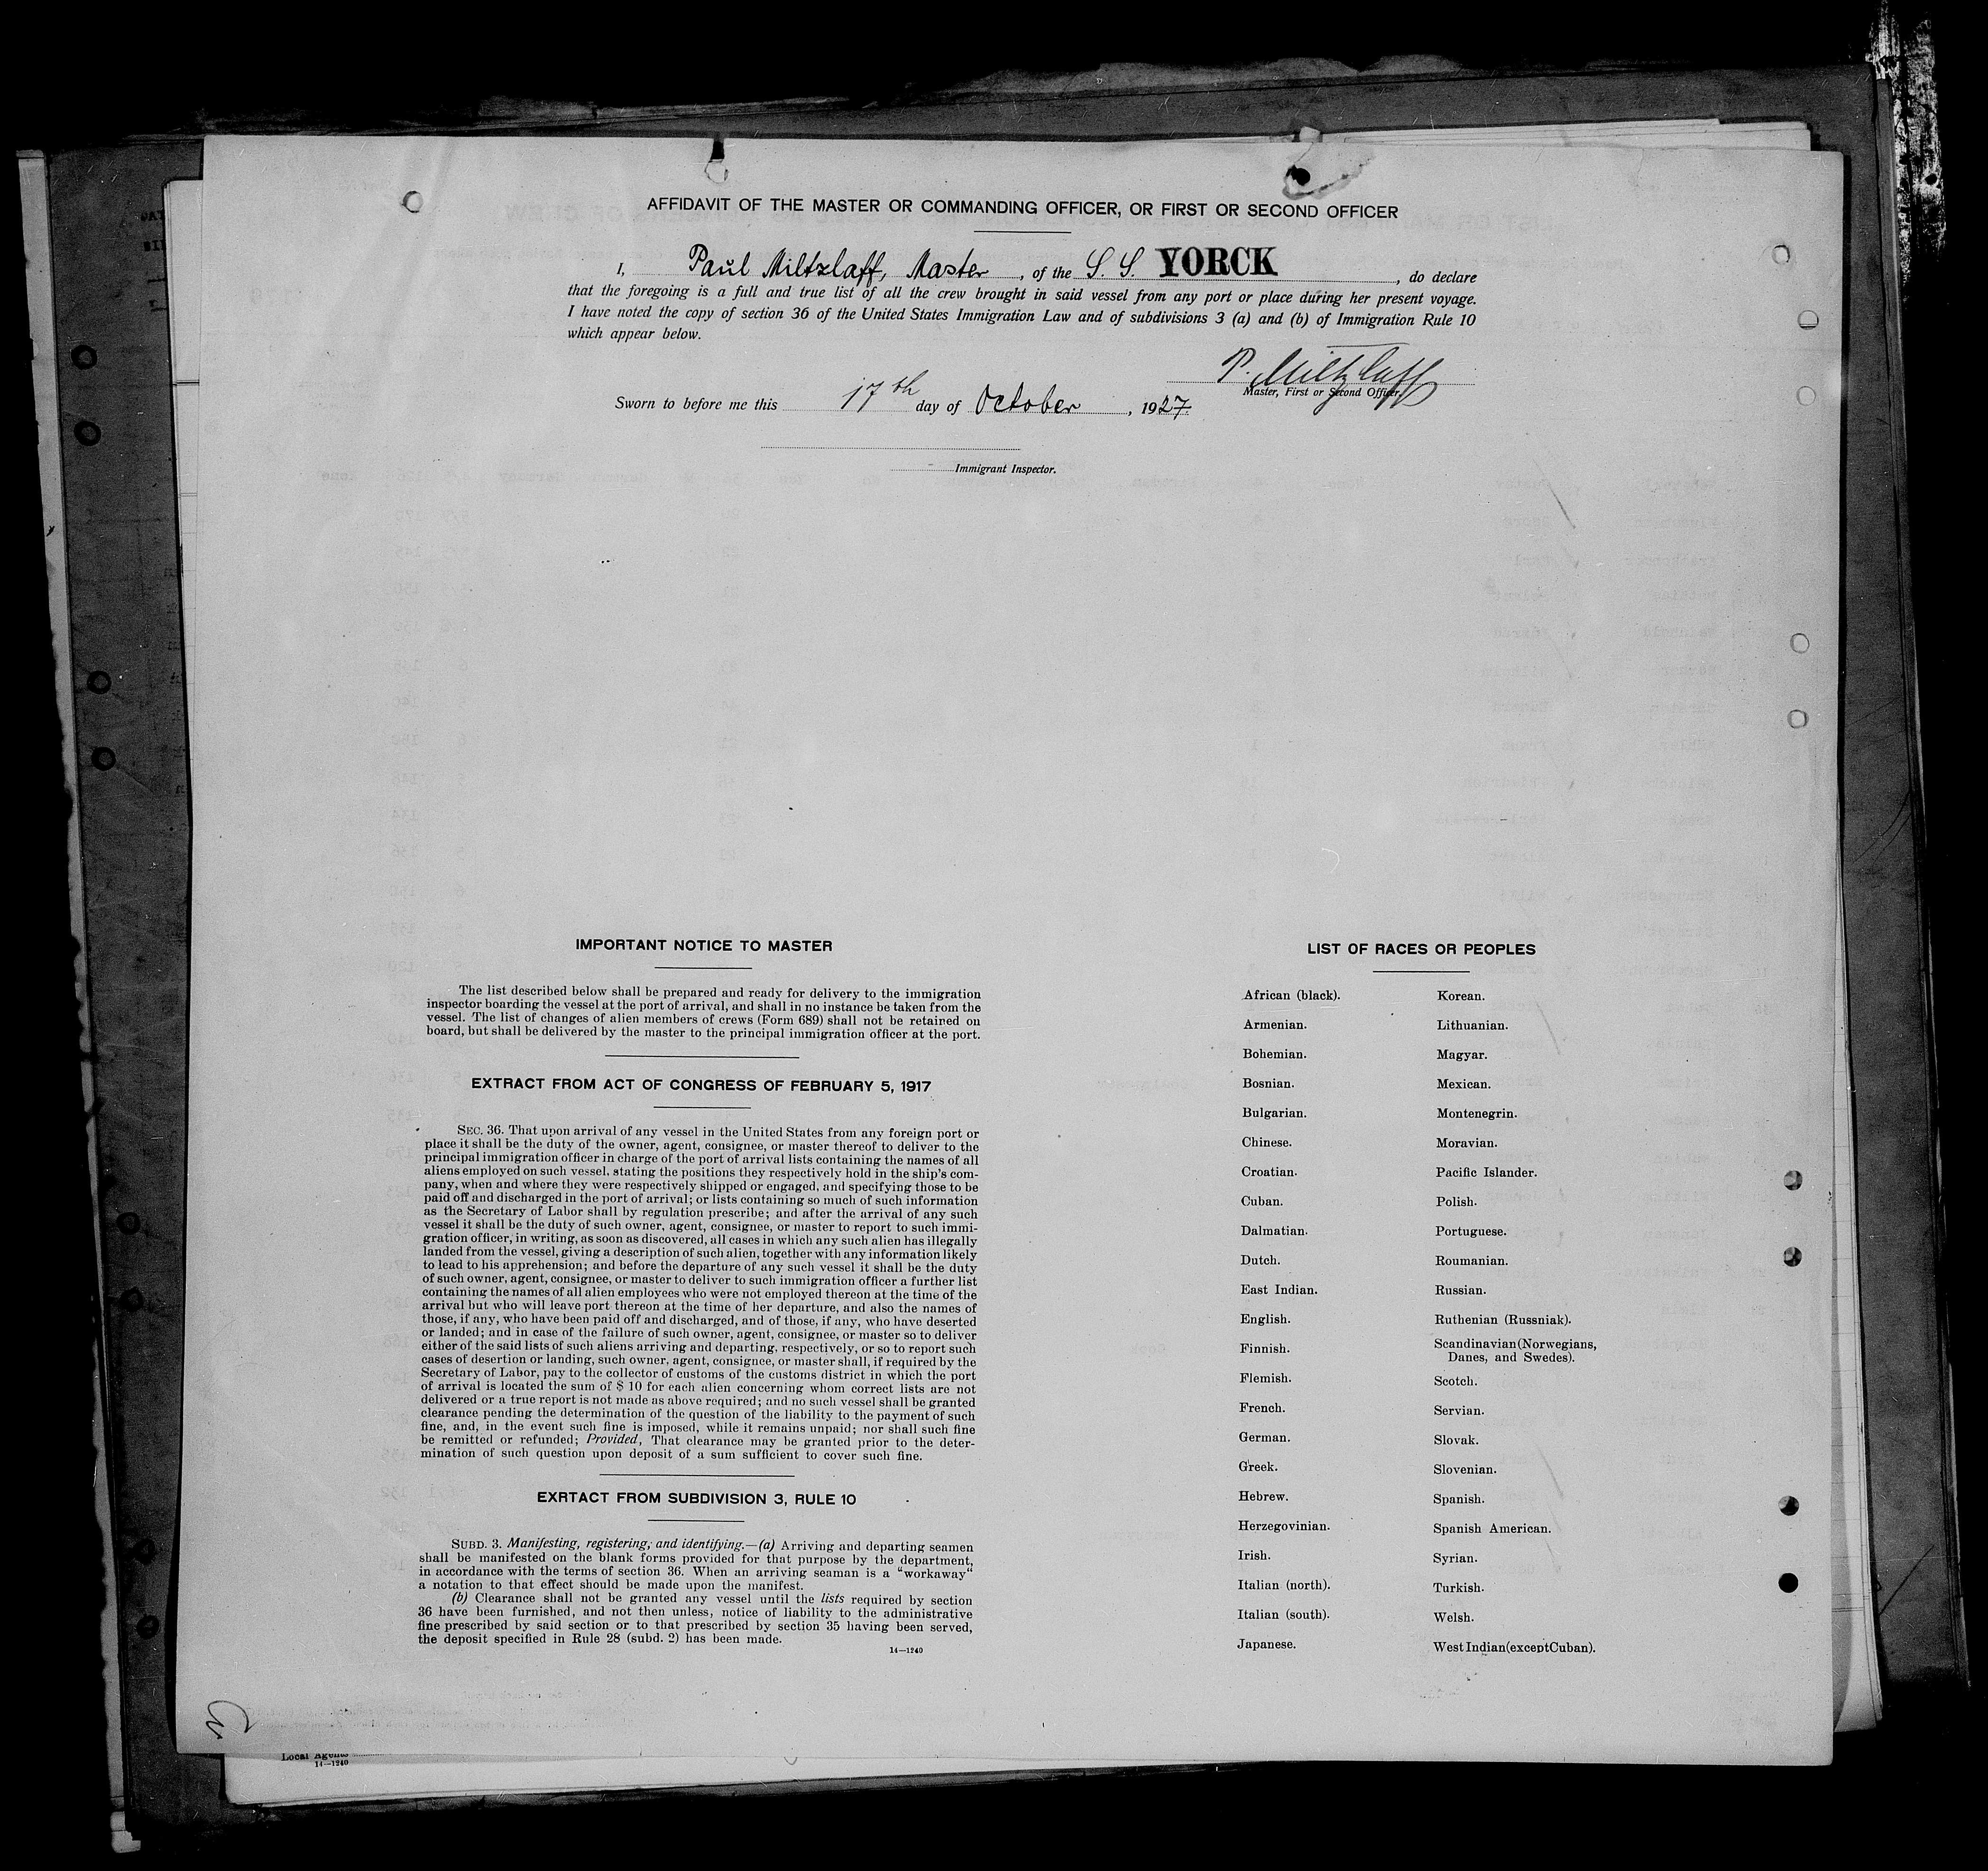 AFFIDAVIT OF THE MASTER OR COMMANDING OFFICER, OR FIRST OR SECOND OFFICER
I, Paul Miltzlaff, Master, of the S. S. YORCK, do declare
that the foregoing is a full and true list of all the crew brought in said vessel from any port or place during her present voyage.
I have noted the copy of section 36 of the United States Immigration Law and of subdivisions 3 (a) and (b) of Immigration Rule 10
which appear below.
P. Miltzlaff
Master, First or Second Officer.
Sworn to before me this 17th day of October, 1927
Immigrant Inspector.
IMPORTANT NOTICE TO MASTER
The list described below shall be prepared and ready for delivery to the immigration
inspector boarding the vessel at the port of arrival, and shall in no instance be taken from the
vessel. The list of changes of alien members of crews (Form 689) shall not be retained on
board, but shall be delivered by the master to the principal immigration officer at the port.
EXTRACT FROM ACT OF CONGRESS OF FEBRUARY 5, 1917
SEC. 36. That upon arrival of any vessel in the United States from any foreign port or
place it shall be the duty of the owner, agent, consignee, or master thereof to deliver to the
principal immigration officer in charge of the port of arrival lists containing the names of all
aliens employed on such vessel, stating the positions they respectively hold in the ship's com-
pany, when and where they were respectively shipped or engaged, and specifying those to be
paid off and discharged in the port of arrival; or lists containing so much of such information
as the Secretary of Labor shall by regulation prescribe; and after the arrival of any such
vessel it shall be the duty of such owner, agent, consignee, or master to report to such immi-
gration officer, in writing, as soon as discovered, all cases in which any such alien has illegally
landed from the vessel, giving a description of such alien, together with any information likely
to lead to his apprehension; and before the departure of any such vessel it shall be the duty
of such owner, agent, consignee, or master to deliver to such immigration officer a further list
containing the names of all alien employees who were not employed thereon at the time of the
arrival but who will leave port thereon at the time of her departure, and also the names of
those, if any, who have been paid off and discharged, and of those, if any, who have deserted
or landed; and in case of the failure of such owner, agent, consignee, or master so to deliver
either of the said lists of such aliens arriving and departing, respectively, or so to report such
cases of desertion or landing, such owner, agent, consignee, or master shall, if required by the
Secretary of Labor, pay to the collector of customs of the customs district in which the port
of arrival is located the sum of $ 10 for each alien concerning whom correct lists are not
delivered or a true report is not made as above required; and no such vessel shall be granted
clearance pending the determination of the question of the liability to the payment of such
fine, and, in the event such fine is imposed, while it remains unpaid; nor shall such fine
be remitted or refunded; Provided, That clearance may be granted prior to the deter-
mination of such question upon deposit of a sum sufficient to cover such fine.
EXRTACT FROM SUBDIVISION 3, RULE 10
SUBD. 3. Manifesting, registering, and identifying.—(a) Arriving and departing seamen
shall be manifested on the blank forms provided for that purpose by the department,
in accordance with the terms of section 36. When an arriving seaman is a "workaway"
a notation to that effect should be made upon the manifest.
(b) Clearance shall not be granted any vessel until the lists required by section
36 have been furnished, and not then unless, notice of liability to the administrative
fine prescribed by said section or to that prescribed by section 35 having been served,
the deposit specified in Rule 28 (subd. 2) has been made.
14—1240
LIST OF RACES OR PEOPLES
African (black).
Armenian.
Bohemian.
Bosnian.
Bulgarian.
Chinese.
Croatian.
Cuban.
Dalmatian.
Dutch.
East Indian.
English.
Finnish.
Flemish.
French.
German.
Greek.
Hebrew.
Herzegovinian.
Irish.
Italian (north).
Italian (south).
Japanese.
Korean.
Lithuanian.
Magyar.
Mexican.
Montenegrin.
Moravian.
Pacific Islander.
Polish.
Portuguese.
Roumanian.
Russian.
Ruthenian (Russniak).
Scandinavian (Norwegians,
Danes, and Swedes).
Scotch.
Servian.
Slovak.
Slovenian.
Spanish.
Spanish American.
Syrian.
Turkish.
Welsh.
West Indian (except Cuban).
Local Agents
14—1240